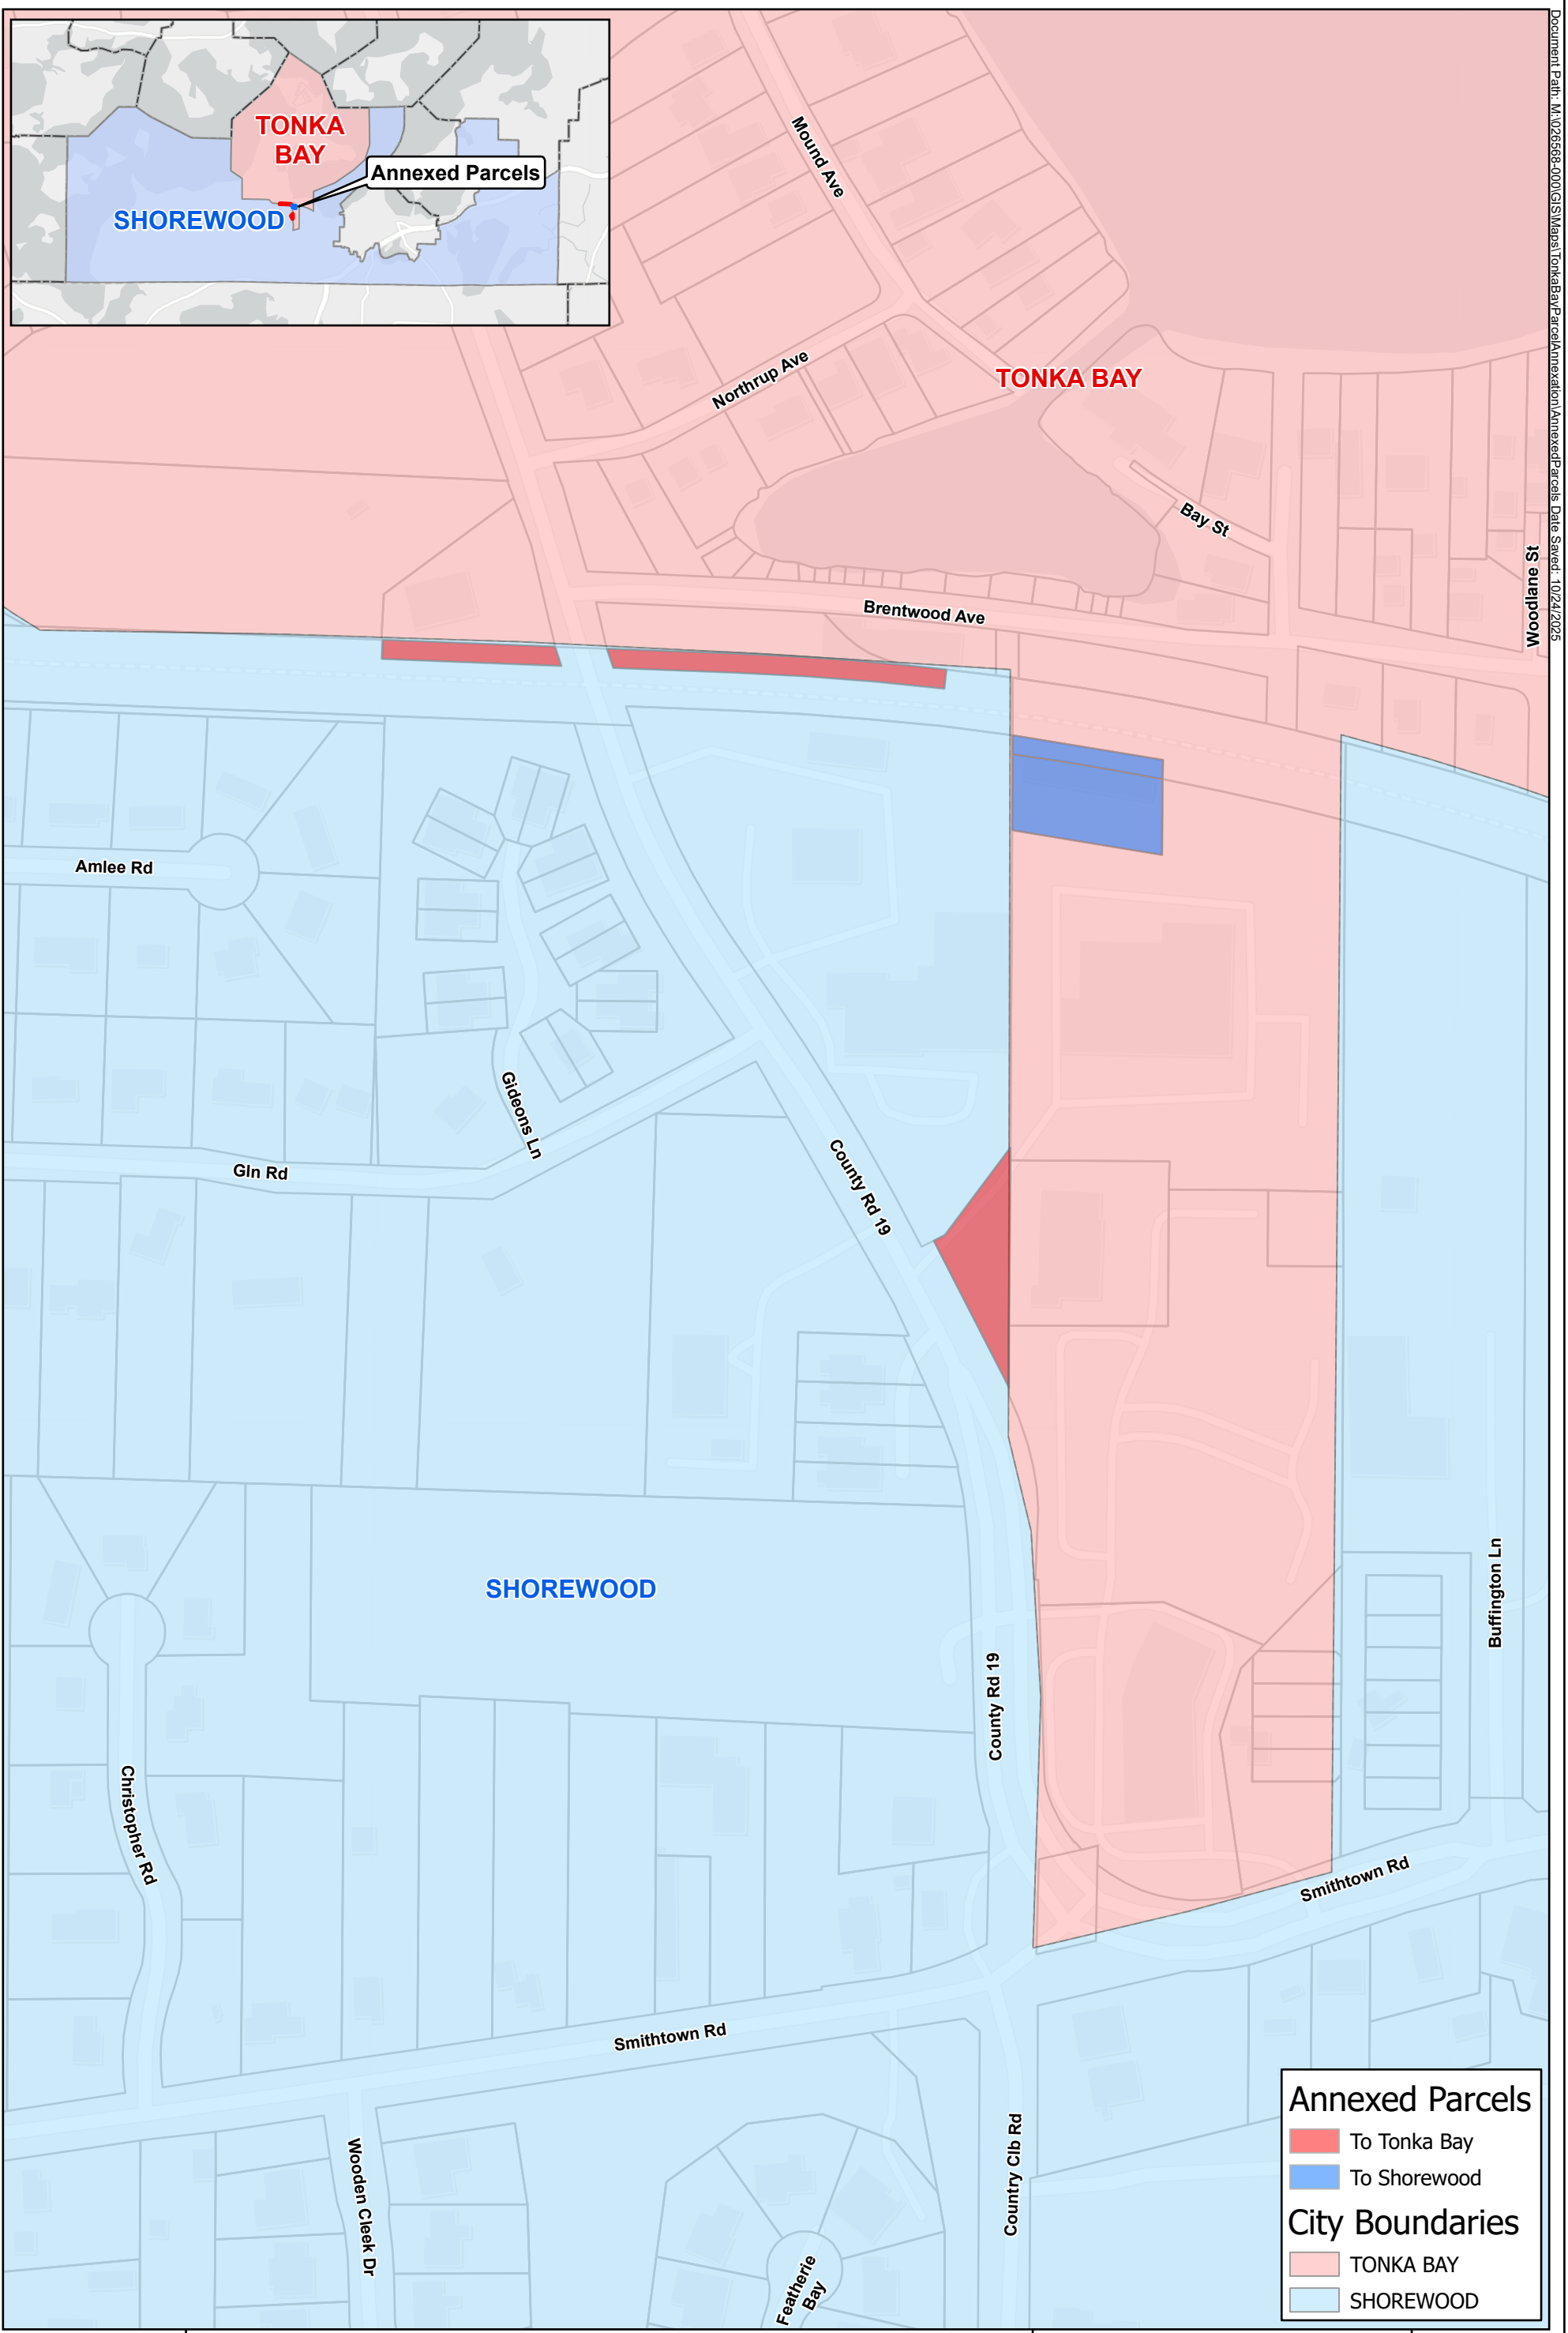 Document Path: M:\026568-000\GIS\Maps\TonkaBayParcelAnnexation\AnnexedParcels Date Saved: 10/24/2025
TONKA
BAY
Annexed Parcels
SHOREWOOD
Mound Ave
Northrup Ave
TONKA BAY
Bay St
Woodlane St
Brentwood Ave
Amlee Rd
Gideons Ln
Gln Rd
County Rd 19
SHOREWOOD
Buffington Ln
County Rd 19
Christopher Rd
Smithtown Rd
Smithtown Rd
Wooden Cleek Dr
Country Clb Rd
Featherie
Bay
Annexed Parcels
To Tonka Bay
To Shorewood
City Boundaries
TONKA BAY
SHOREWOOD